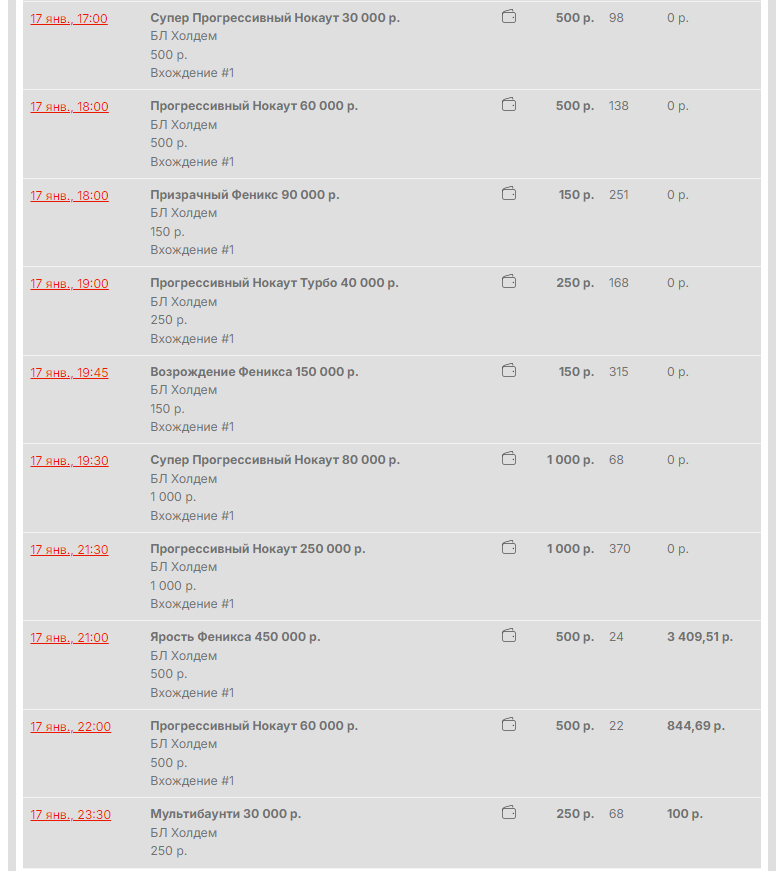 17 янв., 17:00 Супер Прогрессивный Нокаут 30 000 р. 500 р. 98 0 р.
БЛ Холдем
500 р.
Вхождение #1
17 янв., 18:00 Прогрессивный Нокаут 60 000 р. 500 р. 138 0 р.
БЛ Холдем
500 р.
Вхождение #1
17 янв., 18:00 Призрачный Феникс 90 000 р. 150 р. 251 0 р.
БЛ Холдем
150 р.
Вхождение #1
17 янв., 19:00 Прогрессивный Нокаут Турбо 40 000 р. 250 р. 168 0 р.
БЛ Холдем
250 р.
Вхождение #1
17 янв., 19:45 Возрождение Феникса 150 000 р. 150 р. 315 0 р.
БЛ Холдем
150 р.
Вхождение #1
17 янв., 19:30 Супер Прогрессивный Нокаут 80 000 р. 1 000 р. 68 0 р.
БЛ Холдем
1 000 р.
Вхождение #1
17 янв., 21:30 Прогрессивный Нокаут 250 000 р. 1 000 р. 370 0 р.
БЛ Холдем
1 000 р.
Вхождение #1
17 янв., 21:00 Ярость Феникса 450 000 р. 500 р. 24 3 409,51 р.
БЛ Холдем
500 р.
Вхождение #1
17 янв., 22:00 Прогрессивный Нокаут 60 000 р. 500 р. 22 844,69 р.
БЛ Холдем
500 р.
Вхождение #1
17 янв., 23:30 Мультибаунти 30 000 р. 250 р. 68 100 р.
БЛ Холдем
250 р.